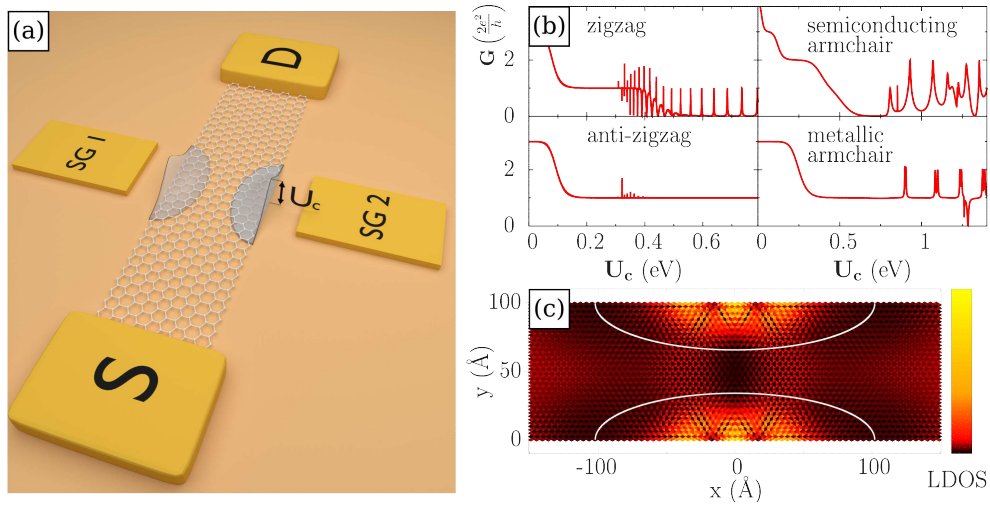 (a)
D
SG 1
U_c
SG 2
S
(b)
G (2e²/h)
zigzag
semiconducting
armchair
2
0
anti-zigzag
metallic
armchair
2
0
0 0.2 0.4 0.6
0 0.5 1
U_c (eV)
U_c (eV)
(c)
100
50
0
y (Å)
-100 0 100
x (Å)
LDOS